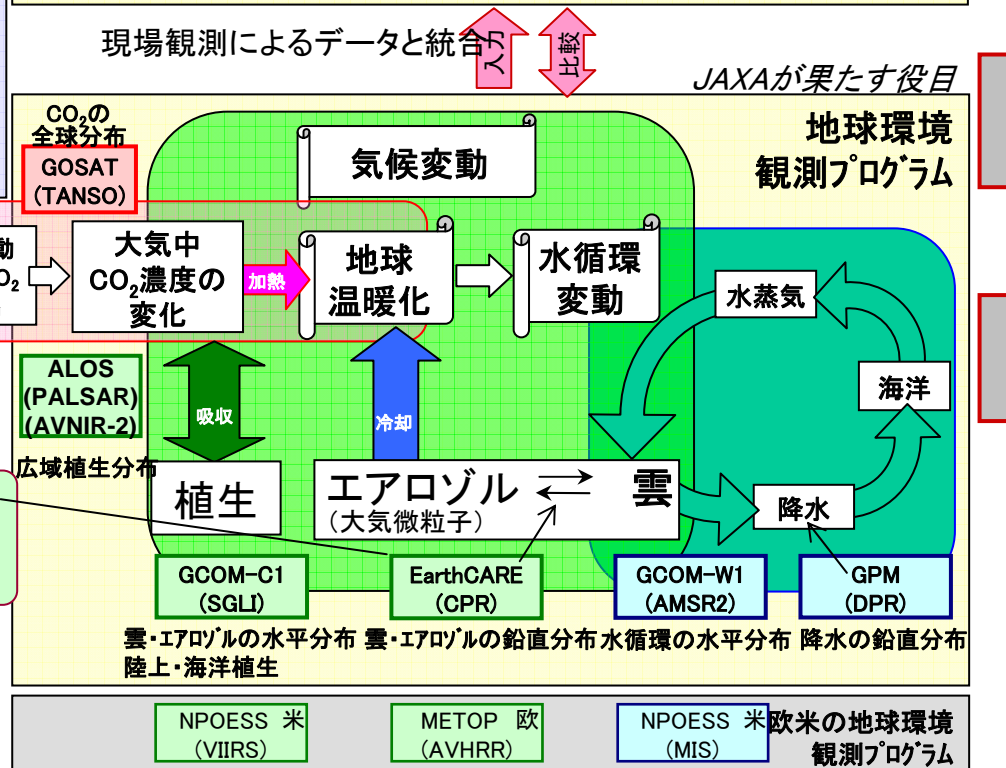 現場観測によるデータと統合
入力
比較
JAXAが果たす役目
地球環境
観測プログラム
CO₂の
全球分布
GOSAT
(TANSO)
気候変動
動
O₂
大気中
CO₂濃度の
変化
加熱
地球
温暖化
水循環
変動
水蒸気
海洋
降水
ALOS
(PALSAR)
(AVNIR-2)
広域植生分布
吸収
冷却
植生
エアロゾル
(大気微粒子)
雲
GCOM-C1
(SGLI)
EarthCARE
(CPR)
GCOM-W1
(AMSR2)
GPM
(DPR)
雲・エアロゾルの水平分布
陸上・海洋植生
雲・エアロゾルの鉛直分布
水循環の水平分布
降水の鉛直分布
NPOESS 米
(VIIRS)
METOP 欧
(AVHRR)
NPOESS 米
(MIS)
欧米の地球環境
観測プログラム